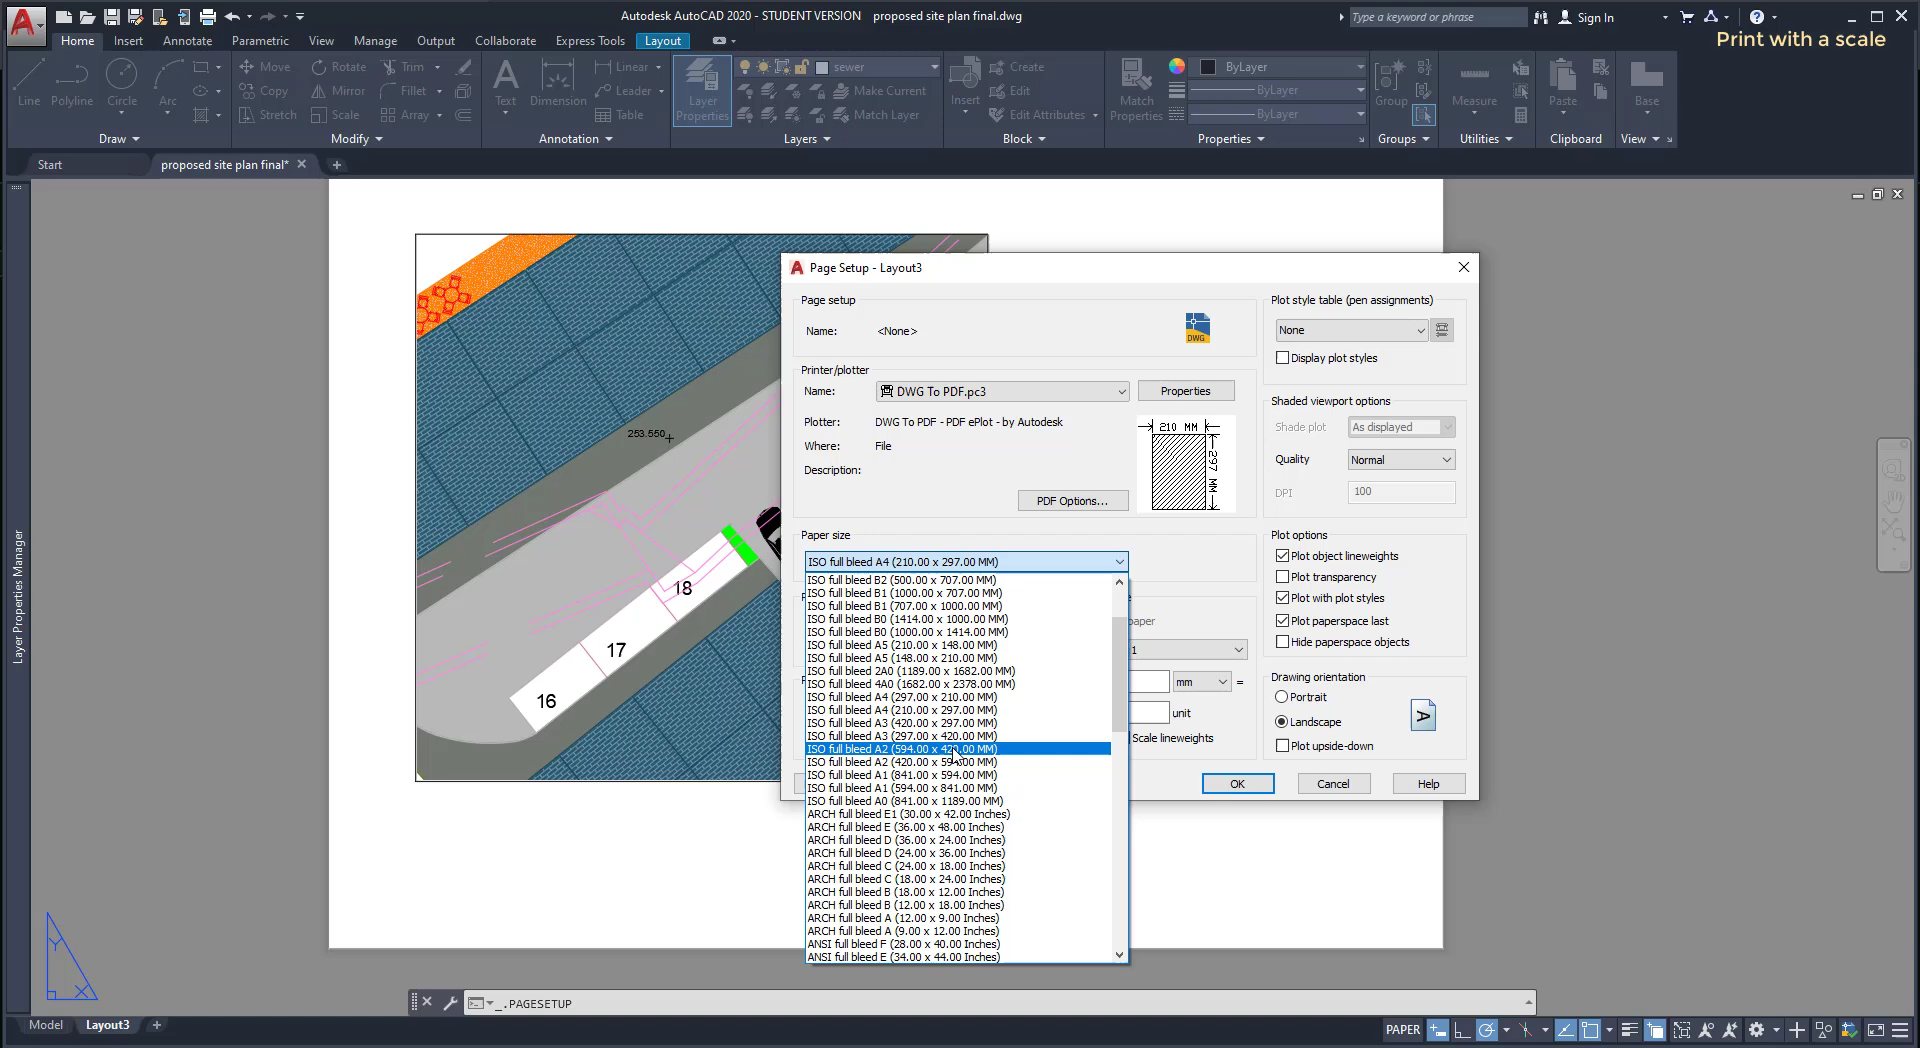 Autodesk AutoCAD 2020 - STUDENT VERSION proposed site plan final.dwg
Type a keyword or phrase
Sign In
Print with a scale
Home Insert Annotate Parametric View Manage Output Collaborate Express Tools Layout
Line Polyline Circle Arc
Move Rotate Trim
Copy Mirror Fillet
Stretch Scale Array
Text Dimension
Linear
Leader
Table
Layer Properties
sewer
Make Current
Match Layer
Insert
Create
Edit
Edit Attributes
Match Properties
ByLayer
ByLayer
ByLayer
Group
Measure
Paste
Base
Draw Modify Annotation Layers Block Properties Groups Utilities Clipboard View
Start proposed site plan final*
Layer Properties Manager
253.550
18
17
16
Page Setup - Layout3
Page setup
Name: <None>
DWG
Printer/plotter
Name: DWG To PDF.pc3 Properties
Plotter: DWG To PDF - PDF ePlot - by Autodesk
Where: File
Description:
PDF Options...
210 MM
297 MM
Paper size
ISO full bleed A4 (210.00 x 297.00 MM)
ISO full bleed B2 (500.00 x 707.00 MM)
ISO full bleed B1 (1000.00 x 707.00 MM)
ISO full bleed B1 (707.00 x 1000.00 MM)
ISO full bleed B0 (1414.00 x 1000.00 MM)
ISO full bleed B0 (1000.00 x 1414.00 MM)
ISO full bleed A5 (210.00 x 148.00 MM)
ISO full bleed A5 (148.00 x 210.00 MM)
ISO full bleed 2A0 (1189.00 x 1682.00 MM)
ISO full bleed 4A0 (1682.00 x 2378.00 MM)
ISO full bleed A4 (297.00 x 210.00 MM)
ISO full bleed A4 (210.00 x 297.00 MM)
ISO full bleed A3 (420.00 x 297.00 MM)
ISO full bleed A3 (297.00 x 420.00 MM)
ISO full bleed A2 (594.00 x 420.00 MM)
ISO full bleed A2 (420.00 x 594.00 MM)
ISO full bleed A1 (841.00 x 594.00 MM)
ISO full bleed A1 (594.00 x 841.00 MM)
ISO full bleed A0 (841.00 x 1189.00 MM)
ARCH full bleed E1 (30.00 x 42.00 Inches)
ARCH full bleed E (36.00 x 48.00 Inches)
ARCH full bleed D (36.00 x 24.00 Inches)
ARCH full bleed D (24.00 x 36.00 Inches)
ARCH full bleed C (24.00 x 18.00 Inches)
ARCH full bleed C (18.00 x 24.00 Inches)
ARCH full bleed B (18.00 x 12.00 Inches)
ARCH full bleed B (12.00 x 18.00 Inches)
ARCH full bleed A (12.00 x 9.00 Inches)
ARCH full bleed A (9.00 x 12.00 Inches)
ANSI full bleed F (28.00 x 40.00 Inches)
ANSI full bleed E (34.00 x 44.00 Inches)
paper
1
mm =
unit
Scale lineweights
Plot style table (pen assignments)
None
Display plot styles
Shaded viewport options
Shade plot As displayed
Quality Normal
DPI 100
Plot options
Plot object lineweights
Plot transparency
Plot with plot styles
Plot paperspace last
Hide paperspace objects
Drawing orientation
Portrait
Landscape
Plot upside-down
A
OK Cancel Help
Y
X
_.PAGESETUP
Model Layout3
PAPER